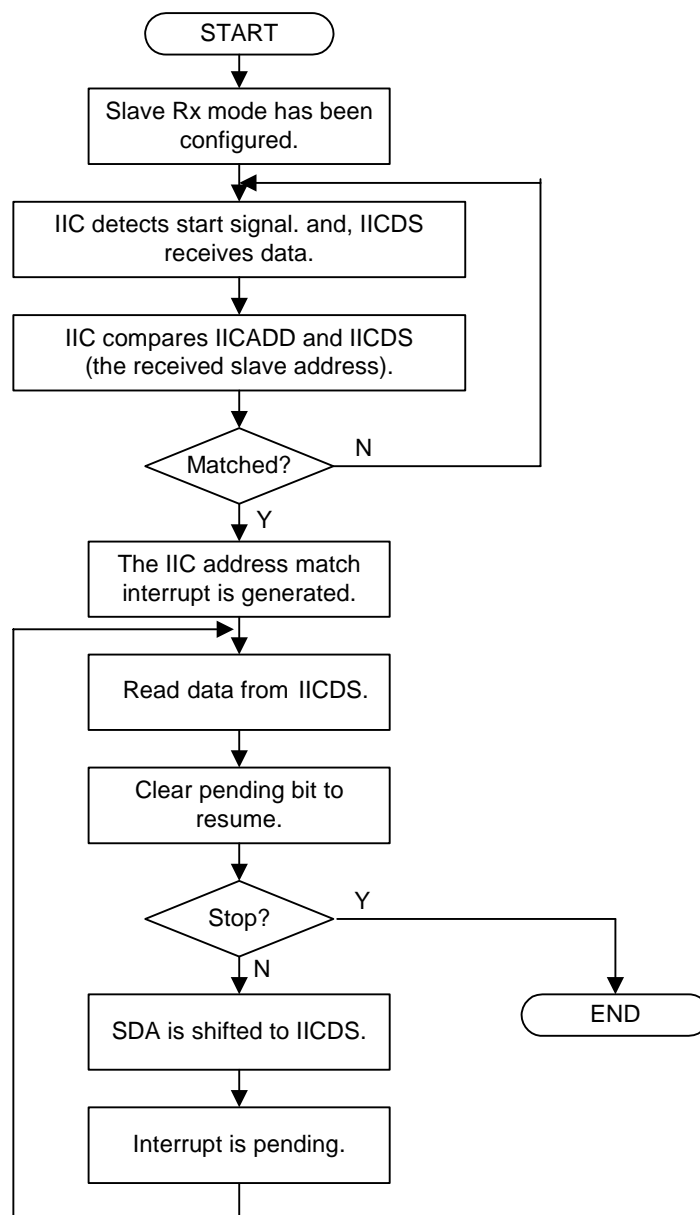 START
Slave Rx mode has been
configured.
IIC detects start signal. and, IICDS
receives data.
IIC compares IICADD and IICDS
(the received slave address).
Matched?
N
Y
The IIC address match
interrupt is generated.
Read data from IICDS.
Clear pending bit to
resume.
Stop?
Y
N
SDA is shifted to IICDS.
END
Interrupt is pending.